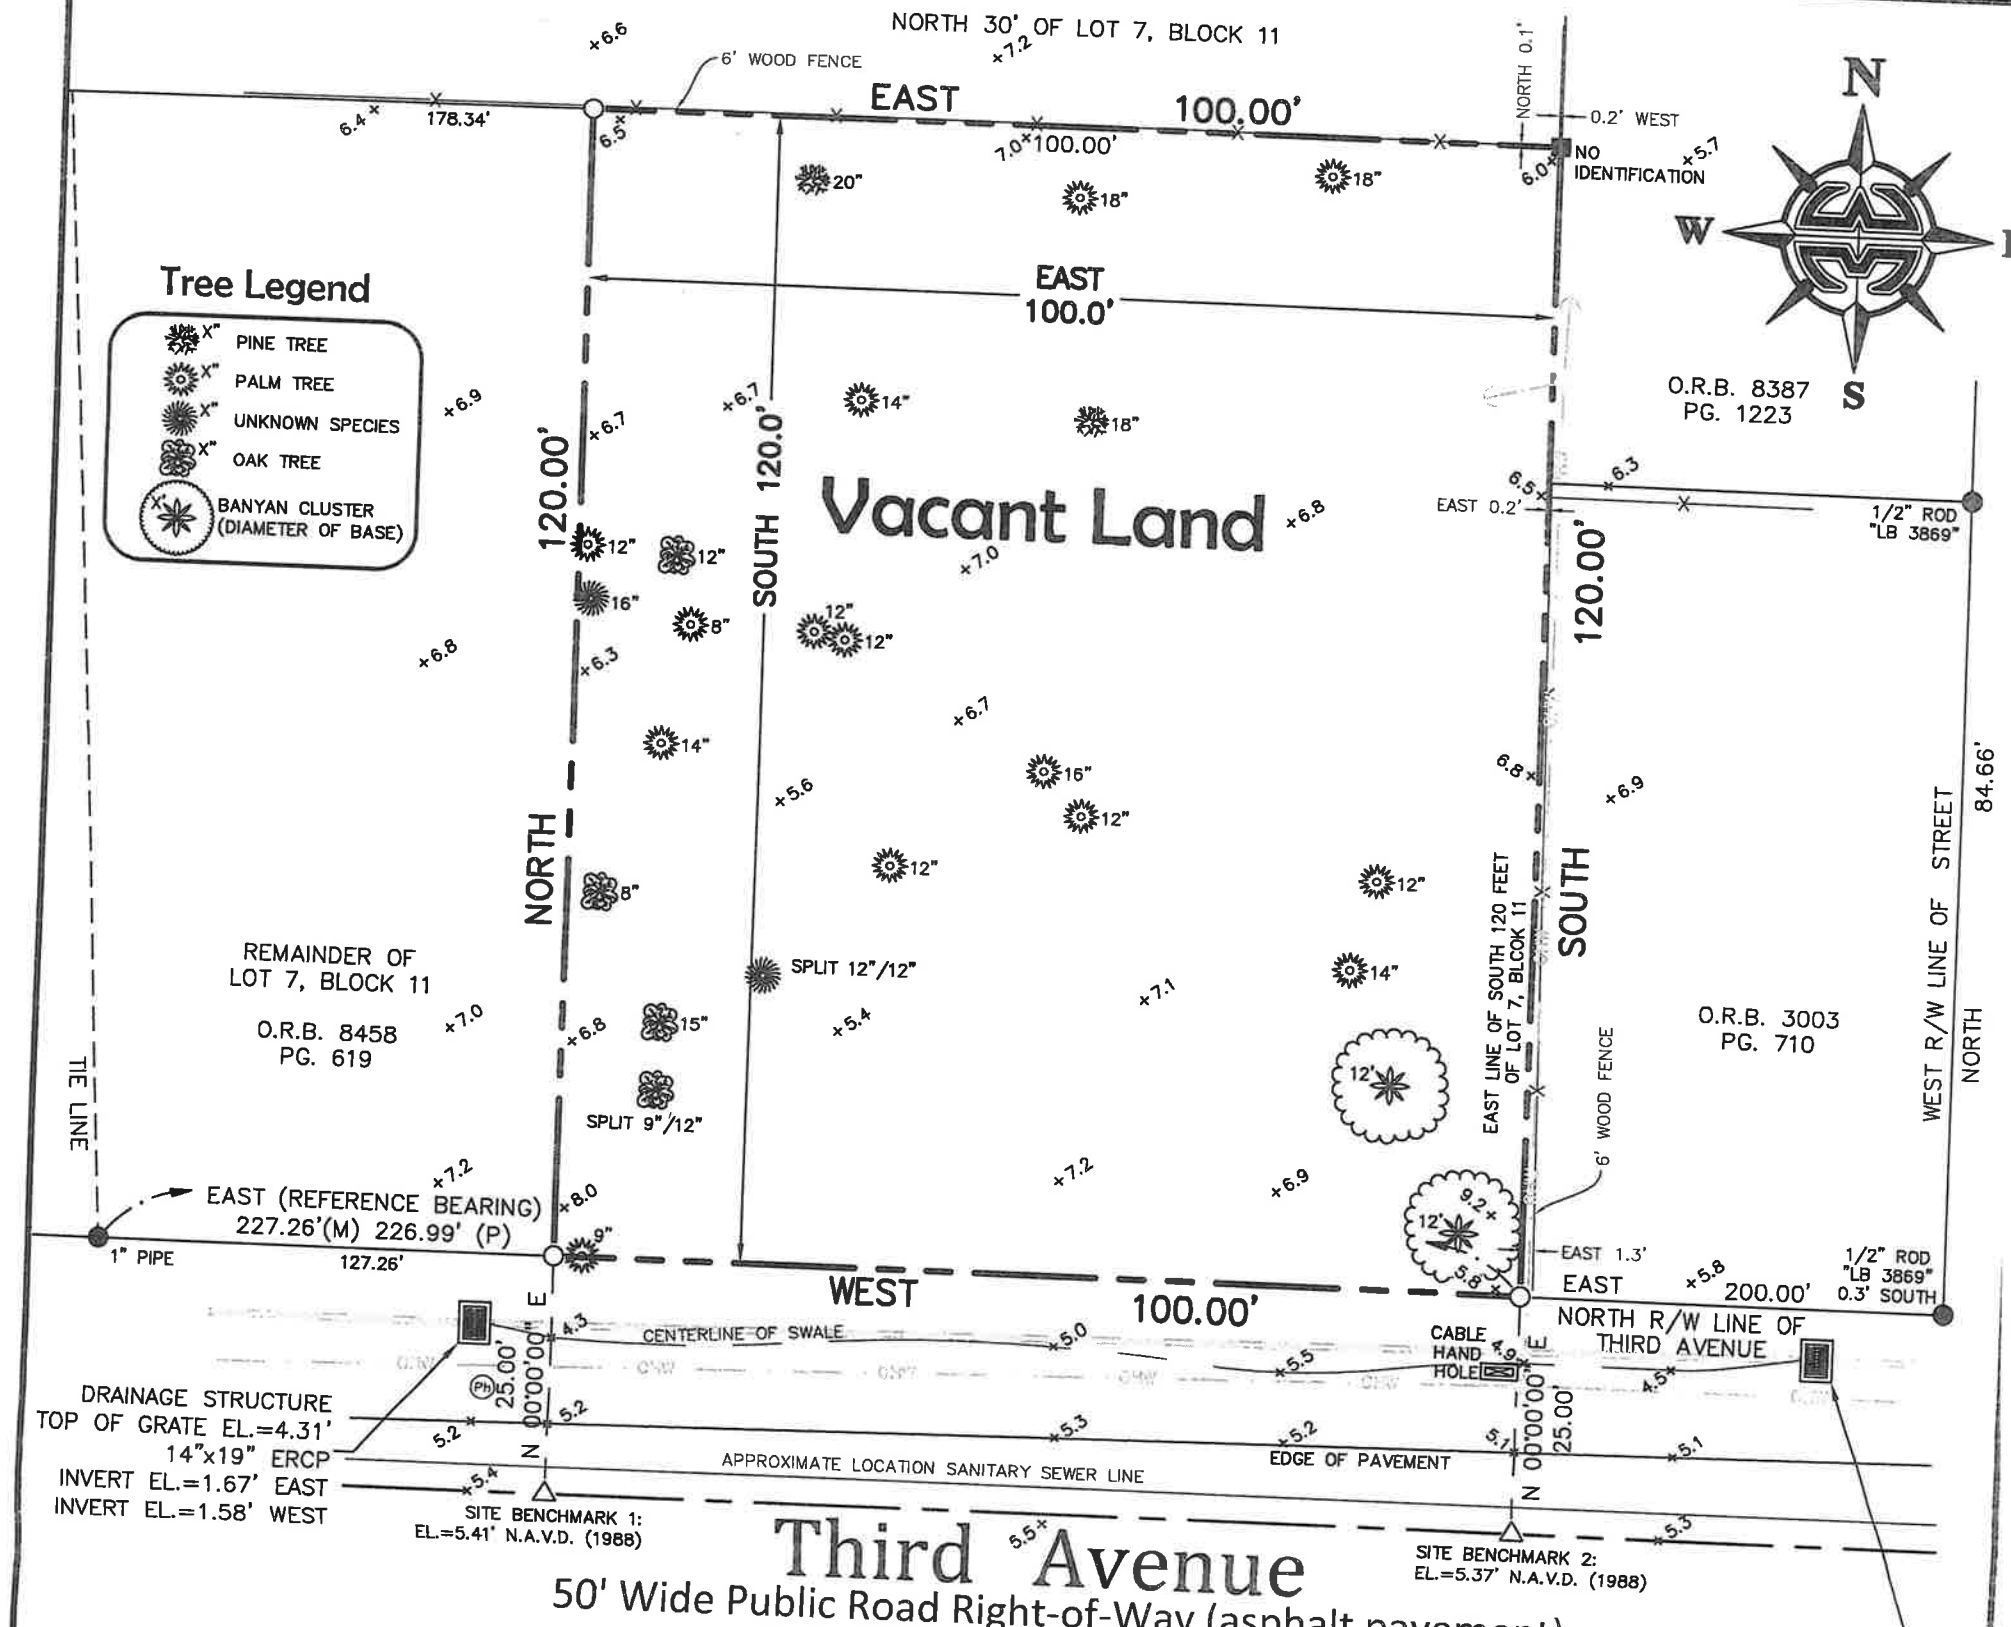 NORTH 30' OF LOT 7, BLOCK 11
+6.6
+7.2
6' WOOD FENCE
NORTH 0.1'
EAST 100.00'
0.2' WEST
6.4+
178.34'
6.5+
7.0+
100.00'
6.0+
NO
IDENTIFICATION
+5.7
N
W
S
20"
18"
18"
EAST
100.0'
Tree Legend
X" PINE TREE
X" PALM TREE
X" UNKNOWN SPECIES
X" OAK TREE
X' BANYAN CLUSTER
(DIAMETER OF BASE)
+6.9
+6.7
+6.7
14"
18"
O.R.B. 8387
PG. 1223
120.00'
SOUTH 120.0'
Vacant Land
+6.8
+7.0
6.5+
+6.3
EAST 0.2'
1/2" ROD
"LB 3869"
120.00'
12"
12"
16"
8"
12"
12"
+6.8
+6.3
+6.7
14"
16"
12"
+5.6
6.8+
+6.9
84.66'
NORTH
12"
12"
8"
SOUTH
EAST LINE OF SOUTH 120 FEET
OF LOT 7, BLCOK 11
WEST R/W LINE OF STREET
NORTH
REMAINDER OF
LOT 7, BLOCK 11
O.R.B. 8458
PG. 619
+7.0
+6.8
SPLIT 12"/12"
14"
+7.1
+5.4
15"
O.R.B. 3003
PG. 710
TIE LINE
12'
SPLIT 9"/12"
6' WOOD FENCE
+7.2
+8.0
+7.2
+6.9
9.2+
12'
5.8+
EAST (REFERENCE BEARING)
227.26'(M) 226.99' (P)
9"
1" PIPE
127.26'
EAST 1.3'
1/2" ROD
"LB 3869"
0.3' SOUTH
EAST
+5.8
200.00'
WEST
100.00'
NORTH R/W LINE OF
THIRD AVENUE
+4.3
CENTERLINE OF SWALE
+5.0
+5.5
CABLE
HAND
HOLE
4.9+
4.5+
OHW OHW OHW OHW OHW
Ph
N 00'00'00" E
25.00'
N 00'00'00" E
25.00'
DRAINAGE STRUCTURE
TOP OF GRATE EL.=4.31'
14"x19" ERCP
INVERT EL.=1.67' EAST
INVERT EL.=1.58' WEST
5.2
+5.2
+5.3
+5.2
5.1
+5.1
EDGE OF PAVEMENT
APPROXIMATE LOCATION SANITARY SEWER LINE
+5.4
SITE BENCHMARK 1:
EL.=5.41' N.A.V.D. (1988)
5.5+
+5.3
SITE BENCHMARK 2:
EL.=5.37' N.A.V.D. (1988)
Third Avenue
50' Wide Public Road Right-of-Way (asphalt pavement)